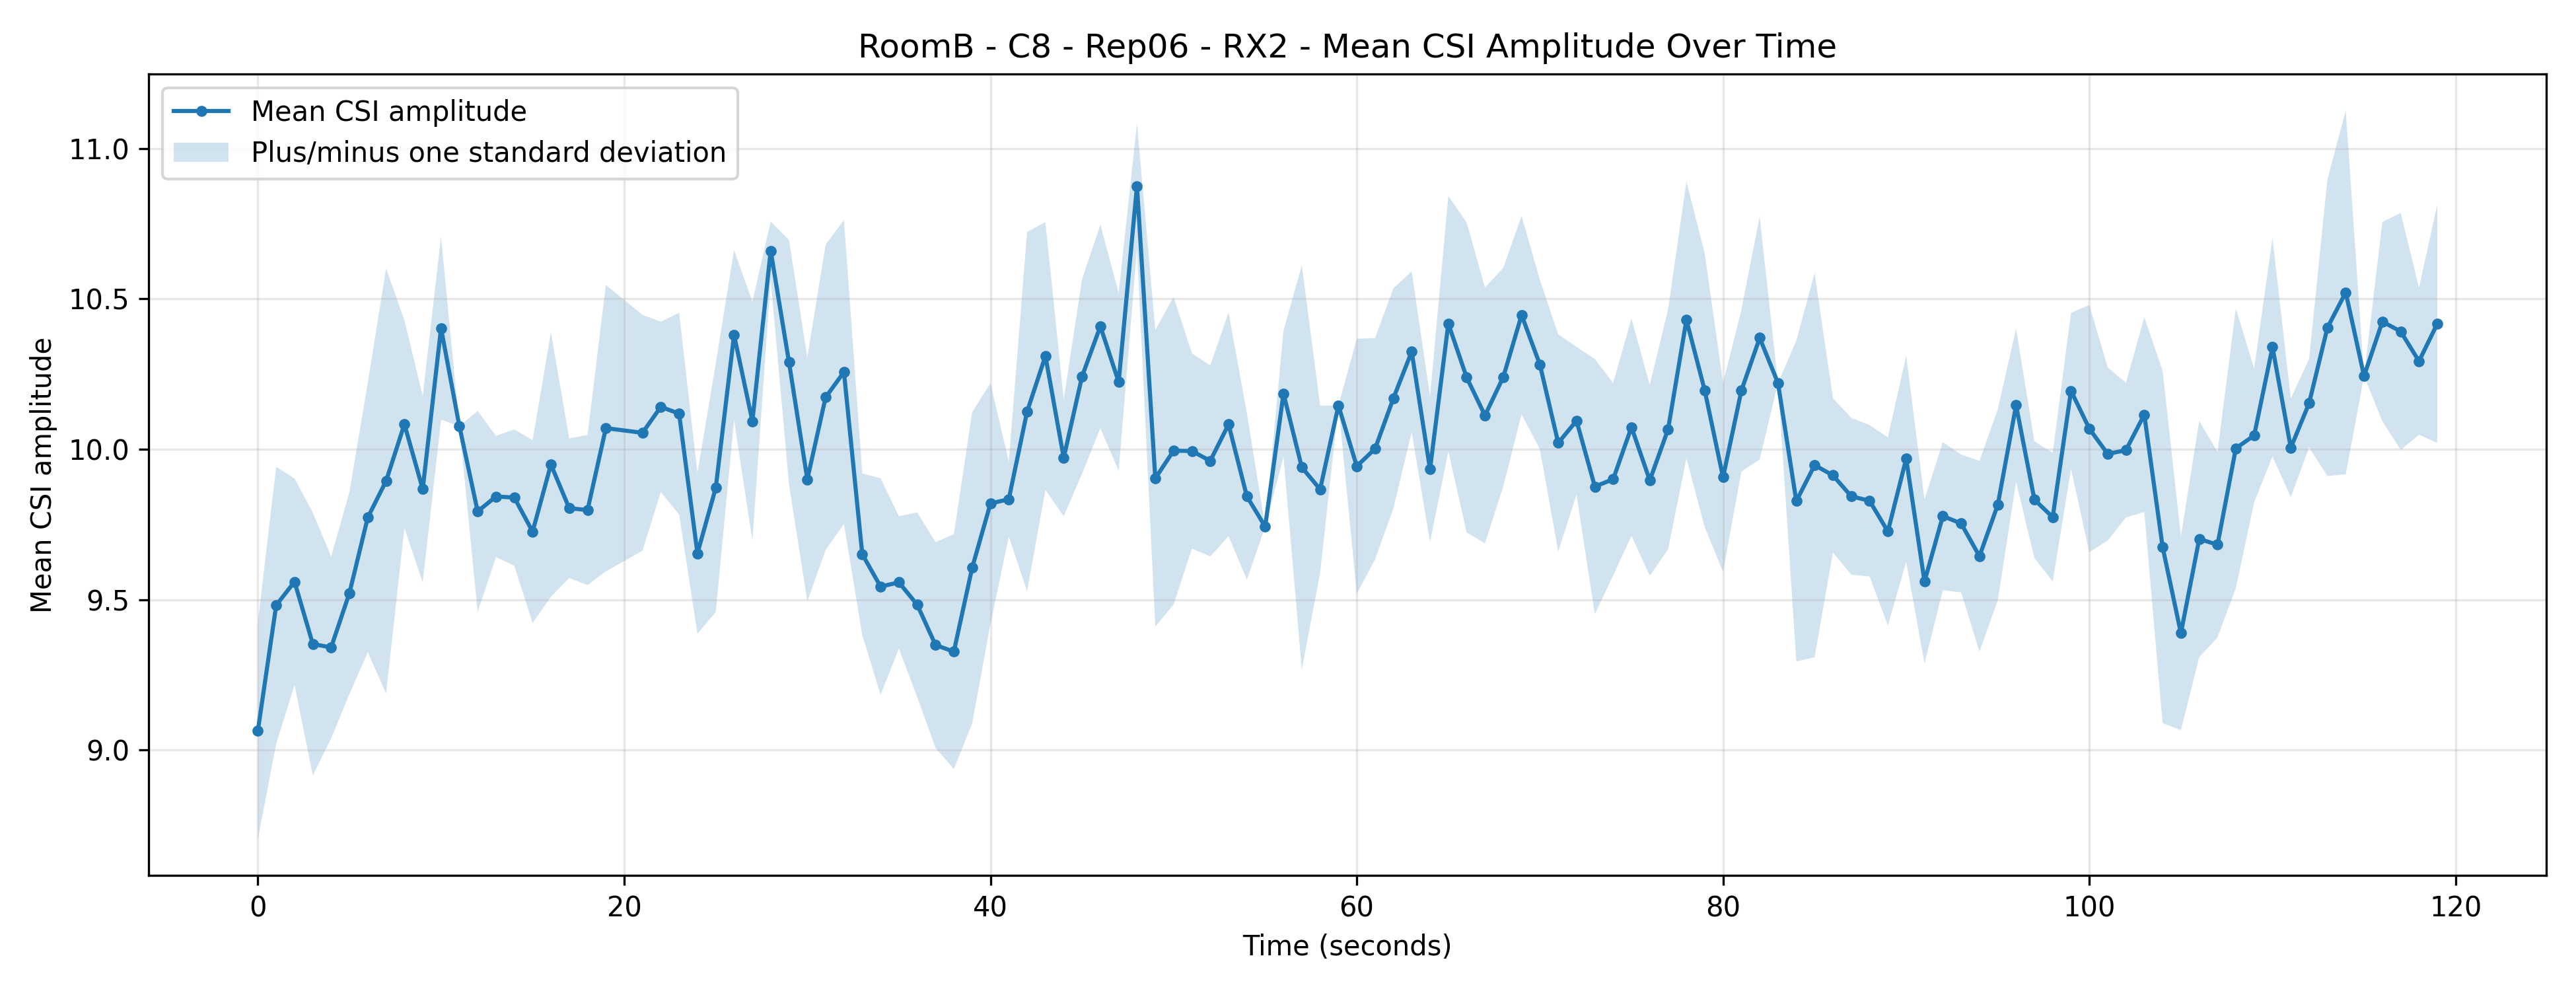 RoomB - C8 - Rep06 - RX2 - Mean CSI Amplitude Over Time
Mean CSI amplitude
Plus/minus one standard deviation
Mean CSI amplitude
11.0
10.5
10.0
9.5
9.0
0 20 40 60 80 100 120
Time (seconds)